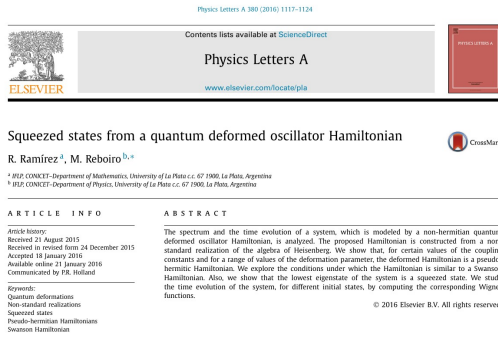 Physics Letters A 380 (2016) 1117–1124
Contents lists available at ScienceDirect
Physics Letters A
www.elsevier.com/locate/pla
ELSEVIER
PHYSICS LETTERS A
Squeezed states from a quantum deformed oscillator Hamiltonian
CrossMar
R. Ramírez a, M. Reboiro b,*
a IFLP, CONICET–Department of Mathematics, University of La Plata c.c. 67 1900, La Plata, Argentina
b IFLP, CONICET–Department of Physics, University of La Plata c.c. 67 1900, La Plata, Argentina
ARTICLE INFO
Article history:
Received 21 August 2015
Received in revised form 24 December 2015
Accepted 18 January 2016
Available online 21 January 2016
Communicated by P.R. Holland
Keywords:
Quantum deformations
Non-standard realizations
Squeezed states
Pseudo-hermitian Hamiltonians
Swanson Hamiltonian
ABSTRACT
The spectrum and the time evolution of a system, which is modeled by a non-hermitian quantum
deformed oscillator Hamiltonian, is analyzed. The proposed Hamiltonian is constructed from a non
standard realization of the algebra of Heisenberg. We show that, for certain values of the couplin
constants and for a range of values of the deformation parameter, the deformed Hamiltonian is a pseudo
hermitic Hamiltonian. We explore the conditions under which the Hamiltonian is similar to a Swanso
Hamiltonian. Also, we show that the lowest eigenstate of the system is a squeezed state. We stud
the time evolution of the system, for different initial states, by computing the corresponding Wigne
functions.
© 2016 Elsevier B.V. All rights reserve